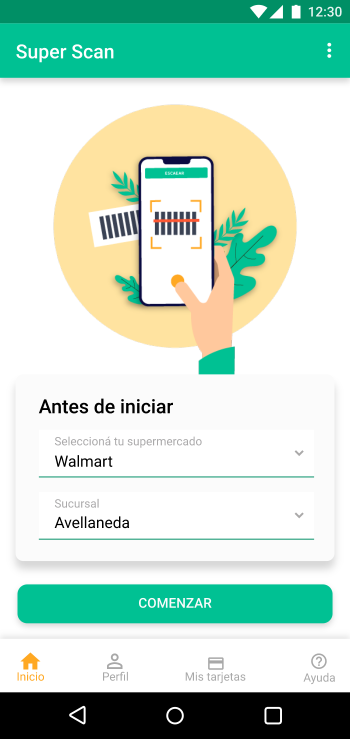 12:30
Super Scan
ESCANEAR
Antes de iniciar
Seleccioná tu supermercado
Walmart
Sucursal
Avellaneda
COMENZAR
Inicio
Perfil
Mis tarjetas
Ayuda